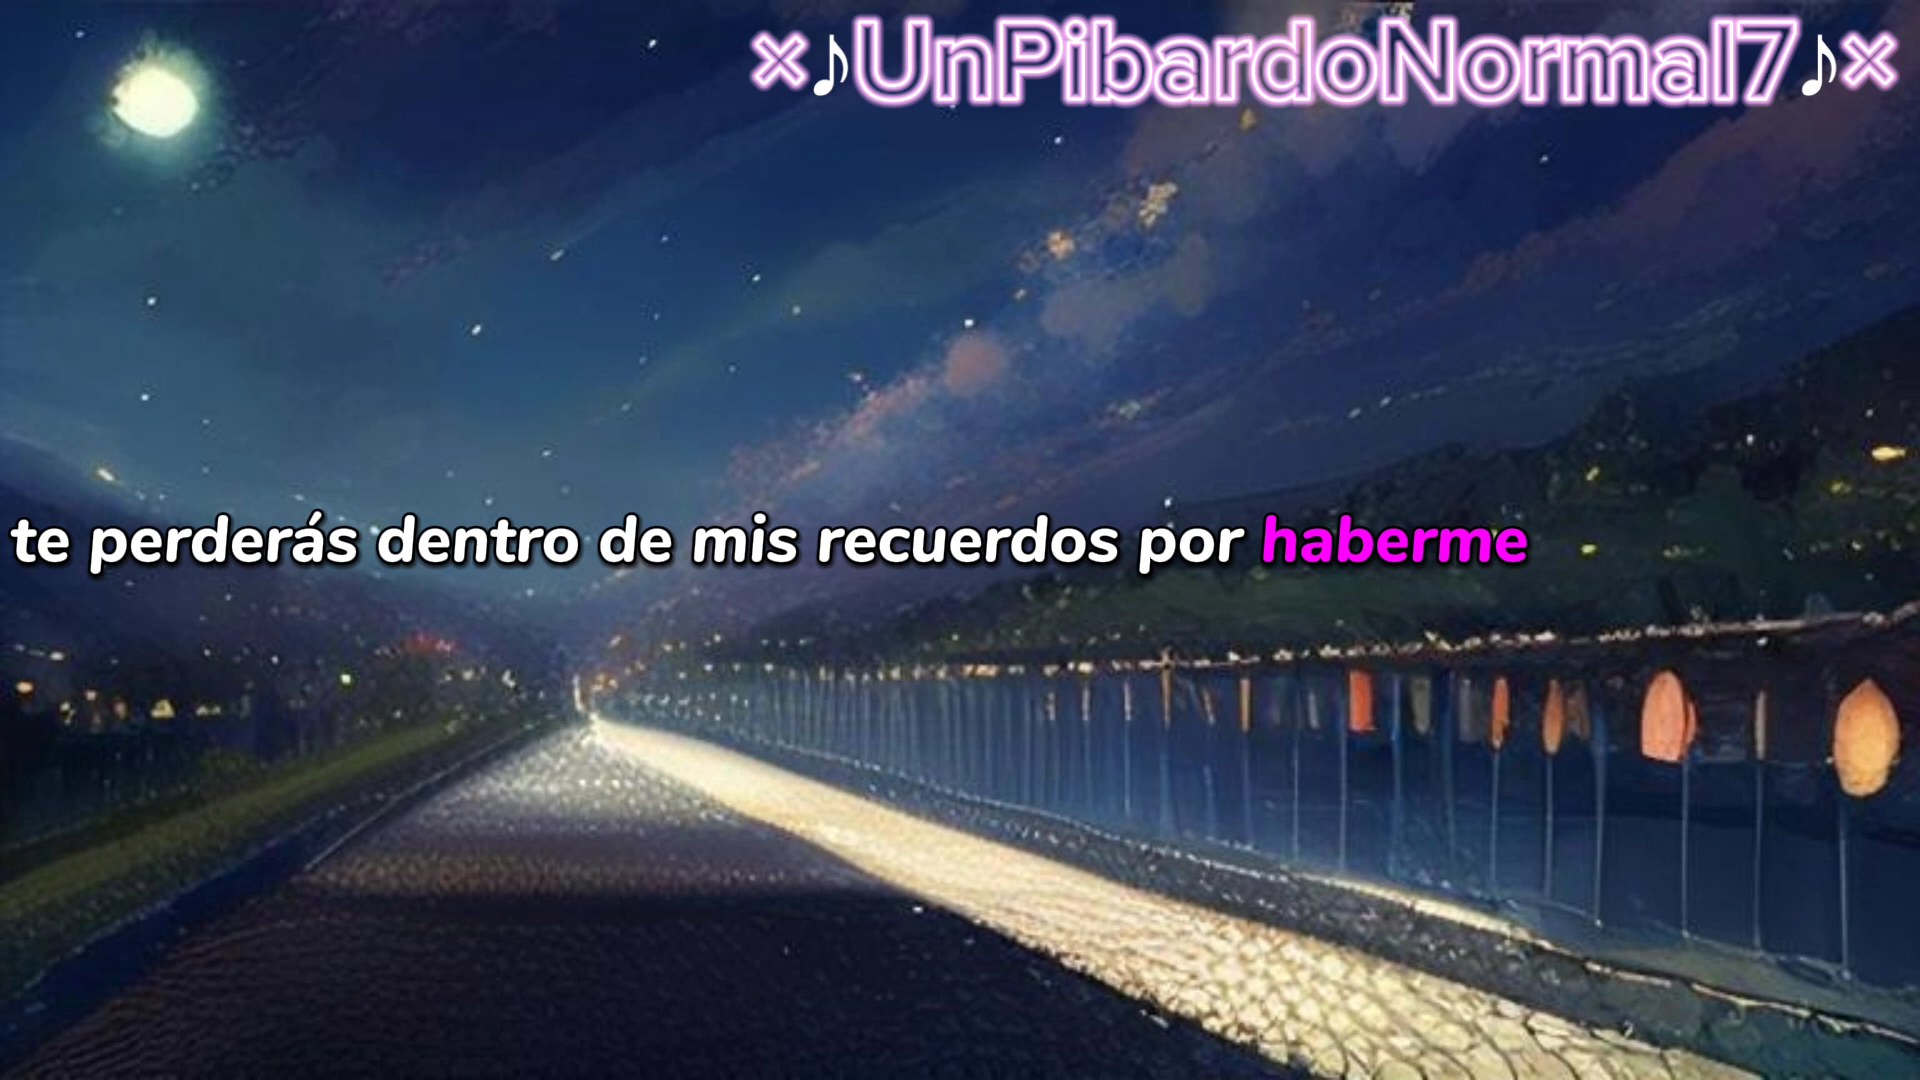 ×♪UnPibardoNormal7♪×
te perderás dentro de mis recuerdos por haberme